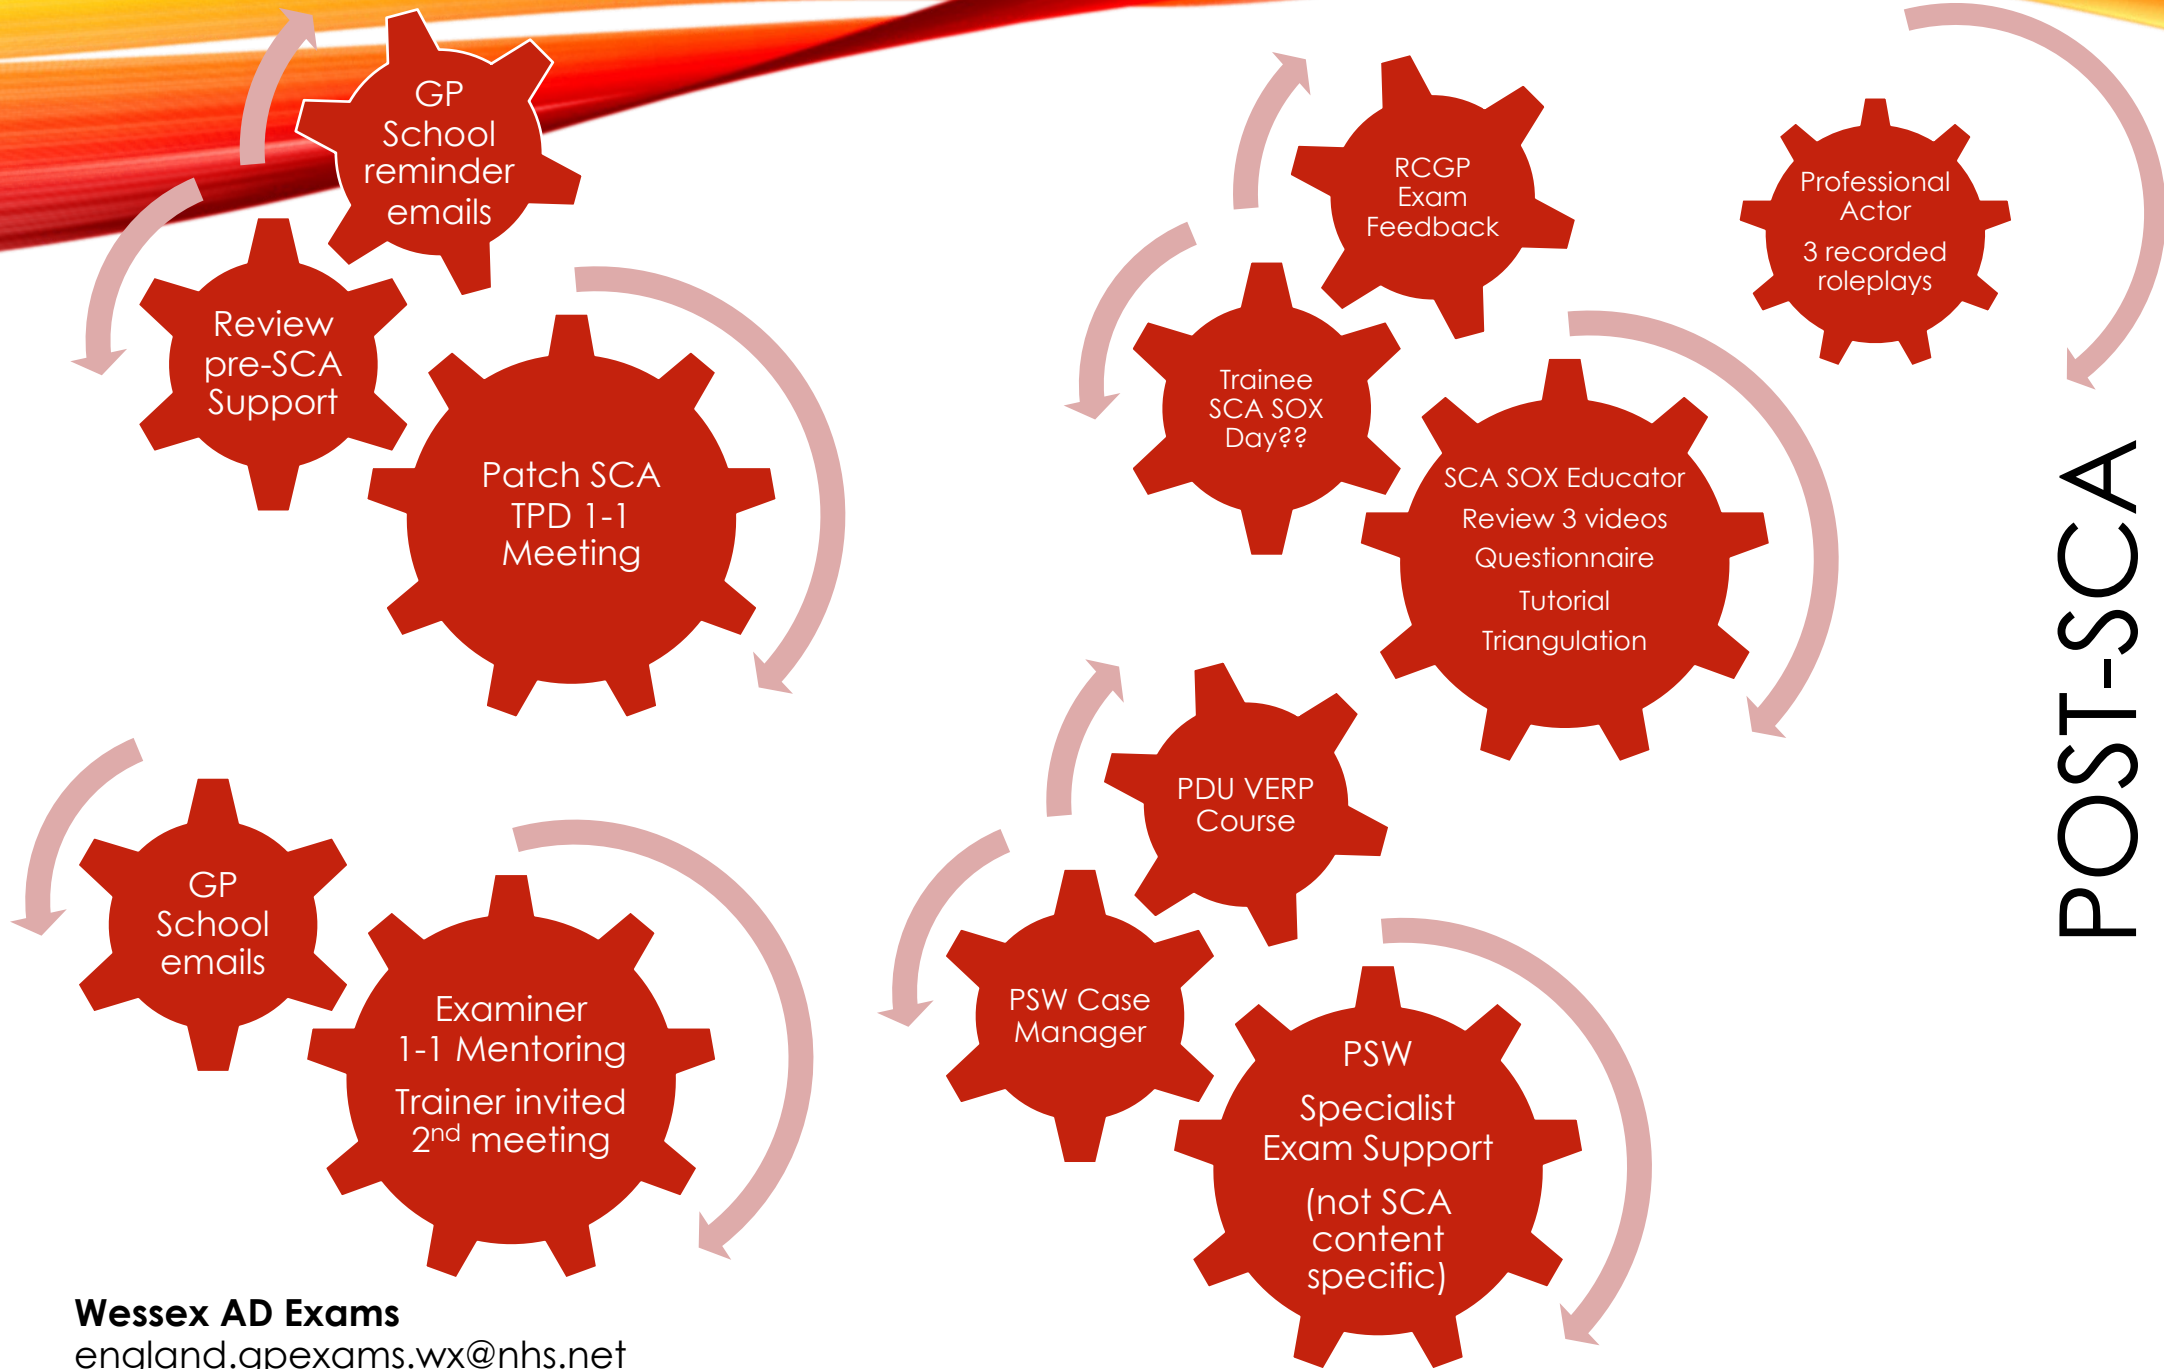 GP
School
reminder
emails
Review
pre-SCA
Support
Patch SCA
TPD 1-1
Meeting
RCGP
Exam
Feedback
Trainee
SCA SOX
Day??
SCA SOX Educator
Review 3 videos
Questionnaire
Tutorial
Triangulation
Professional
Actor
3 recorded
roleplays
POST-SCA
GP
School
emails
Examiner
1-1 Mentoring
Trainer invited
2nd meeting
PDU VERP
Course
PSW Case
Manager
PSW
Specialist
Exam Support
(not SCA
content
specific)
Wessex AD Exams
england.gpexams.wx@nhs.net